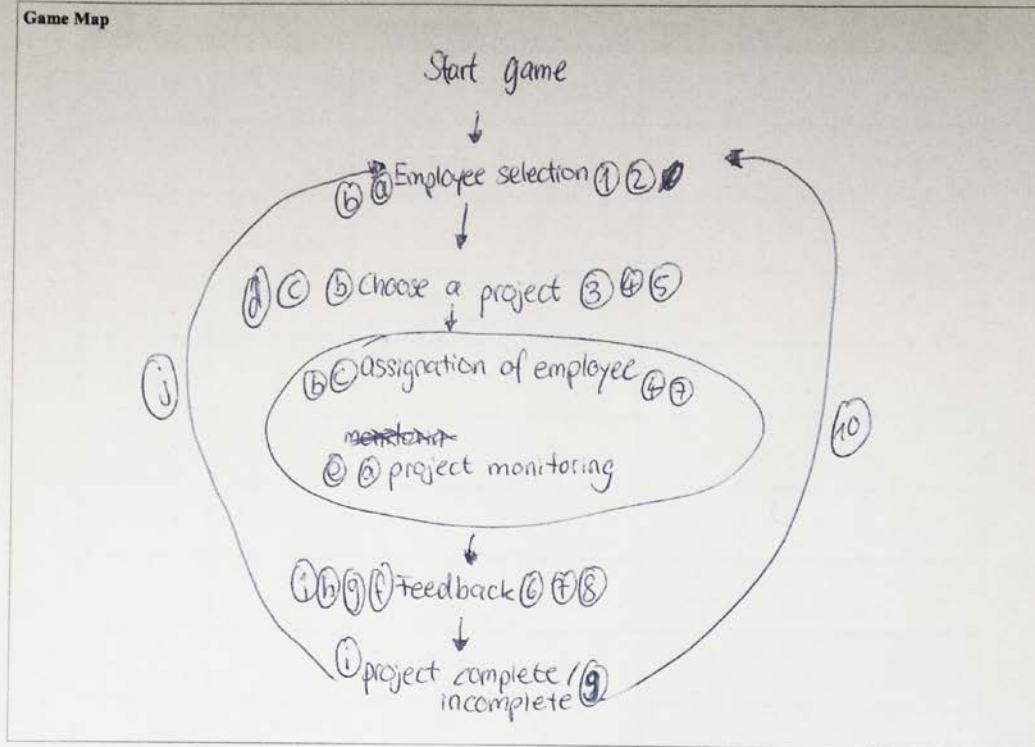 Game Map
Start game
ⓑ ⓐ Employee selection ① ②
ⓓ ⓒ ⓑ Choose a project ③ ④ ⑤
ⓑ ⓒ assignation of employee ④ ⑦
ⓔ ⓐ project monitoring
ⓙ
⑩
ⓗ ⓖ ⓕ Feedback ⑥ ⑦ ⑧
ⓘ project complete /
incomplete ⑨